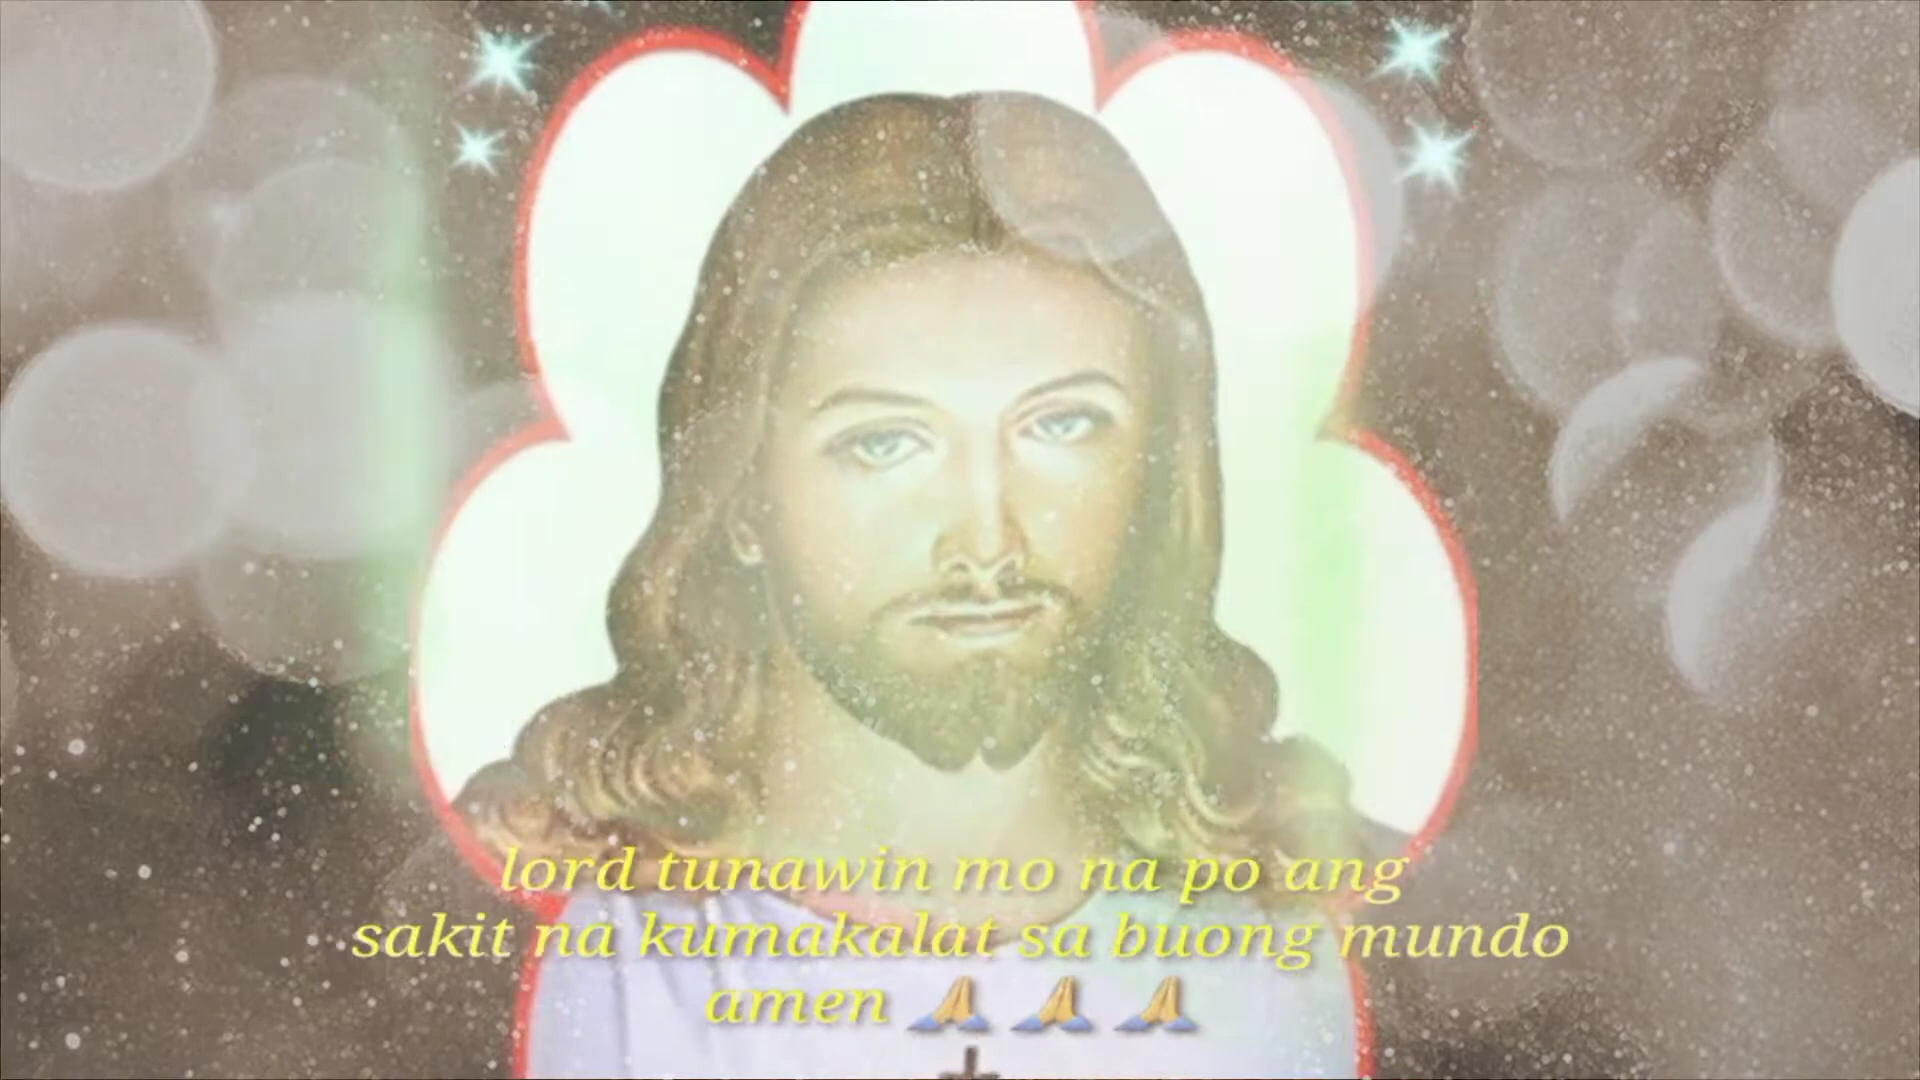 lord tunawin mo na po ang
sakit na kumakalat sa buong mundo
amen 🙏 🙏 🙏